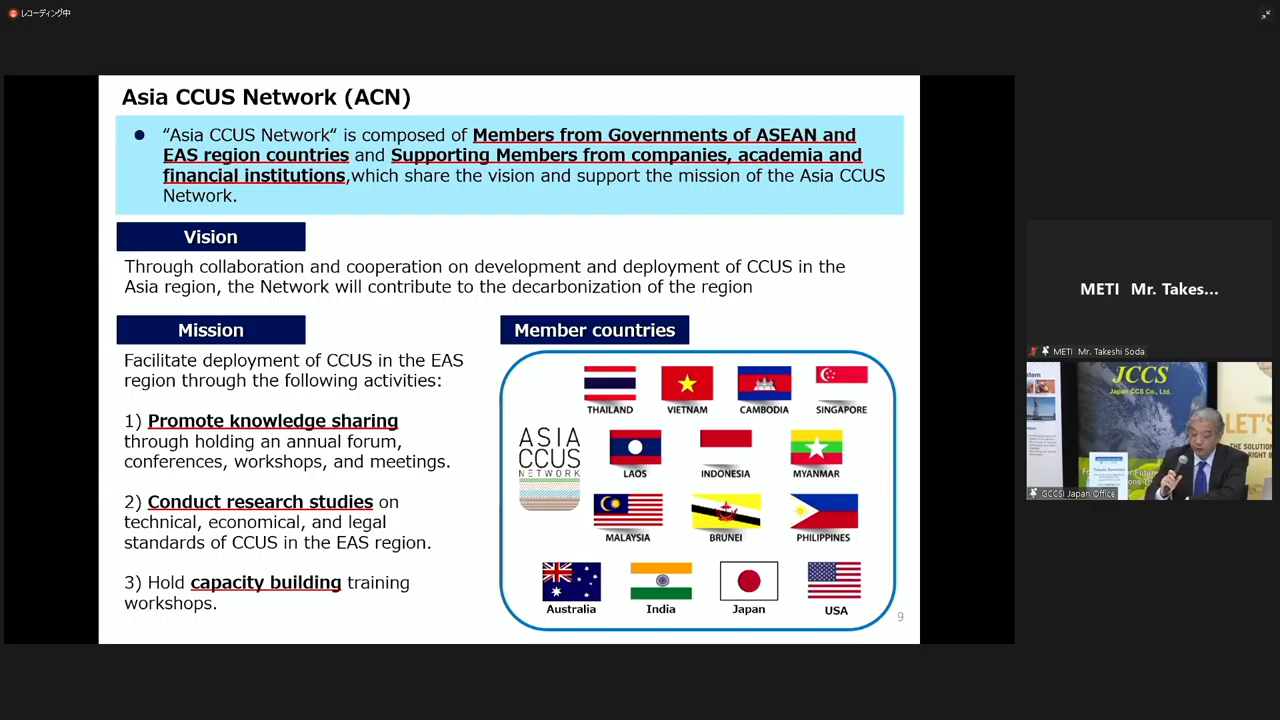 レコーディング中
Asia CCUS Network (ACN)
● “Asia CCUS Network“ is composed of Members from Governments of ASEAN and
EAS region countries and Supporting Members from companies, academia and
financial institutions,which share the vision and support the mission of the Asia CCUS
Network.
Vision
Through collaboration and cooperation on development and deployment of CCUS in the
Asia region, the Network will contribute to the decarbonization of the region
Mission
Facilitate deployment of CCUS in the EAS
region through the following activities:
1) Promote knowledge sharing
through holding an annual forum,
conferences, workshops, and meetings.
2) Conduct research studies on
technical, economical, and legal
standards of CCUS in the EAS region.
3) Hold capacity building training
workshops.
Member countries
THAILAND VIETNAM CAMBODIA SINGAPORE
ASIA
CCUS
NETWORK
LAOS INDONESIA MYANMAR
MALAYSIA BRUNEI PHILIPPINES
Australia India Japan USA
9
METI Mr. Takes...
METI Mr. Takeshi Soda
JCCS
Japan CCS Co., Ltd.
LET'S
THE SOLUTION
GCCSI Japan Office